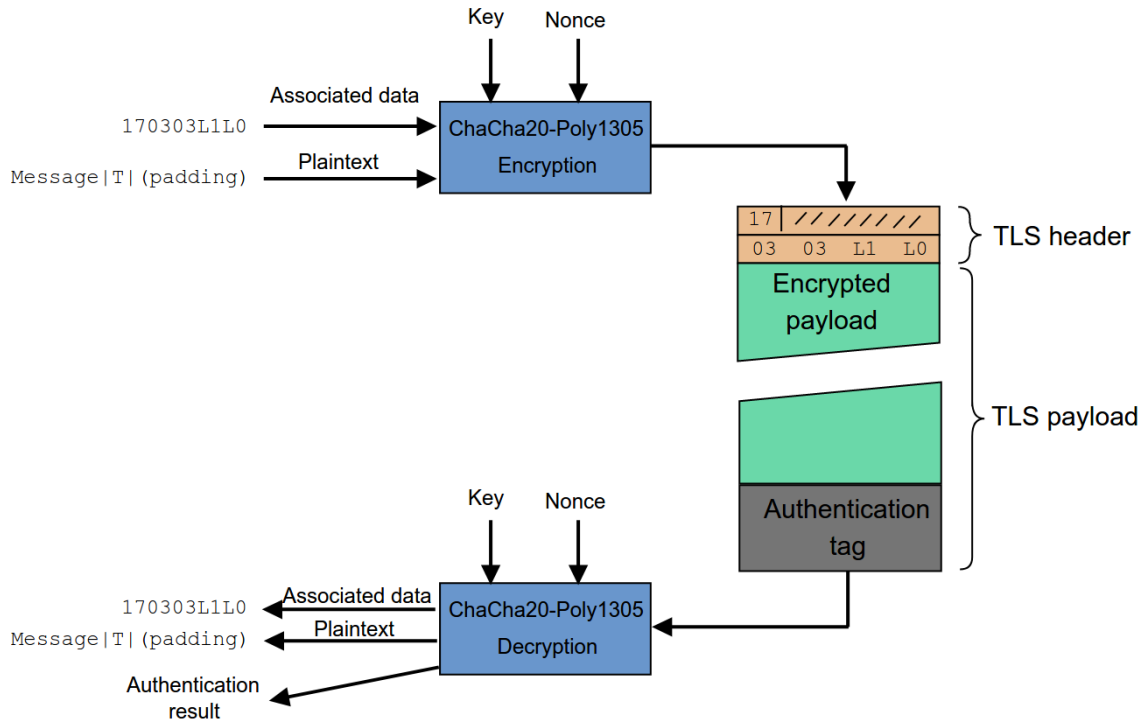 Key
Nonce
Associated data
170303L1L0
ChaCha20-Poly1305
Encryption
Plaintext
Message|T|(padding)
17
03 03 L1 L0
TLS header
Encrypted
payload
TLS payload
Authentication
tag
Key
Nonce
Associated data
170303L1L0
ChaCha20-Poly1305
Decryption
Plaintext
Message|T|(padding)
Authentication
result